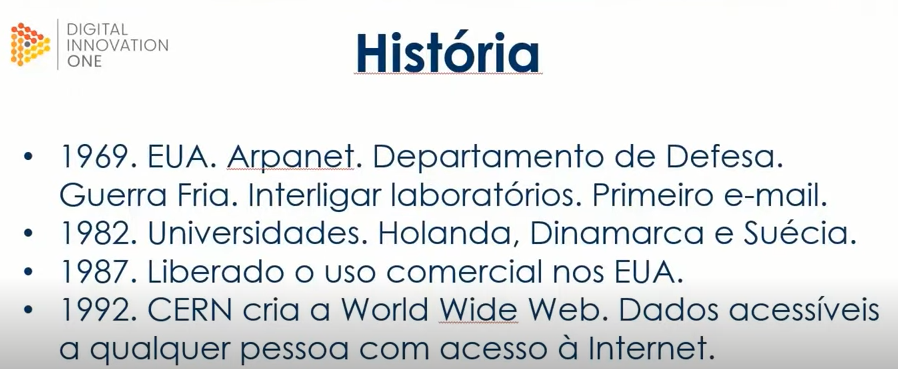 DIGITAL
INNOVATION
ONE
História
• 1969. EUA. Arpanet. Departamento de Defesa.
Guerra Fria. Interligar laboratórios. Primeiro e-mail.
• 1982. Universidades. Holanda, Dinamarca e Suécia.
• 1987. Liberado o uso comercial nos EUA.
• 1992. CERN cria a World Wide Web. Dados acessíveis
a qualquer pessoa com acesso à Internet.